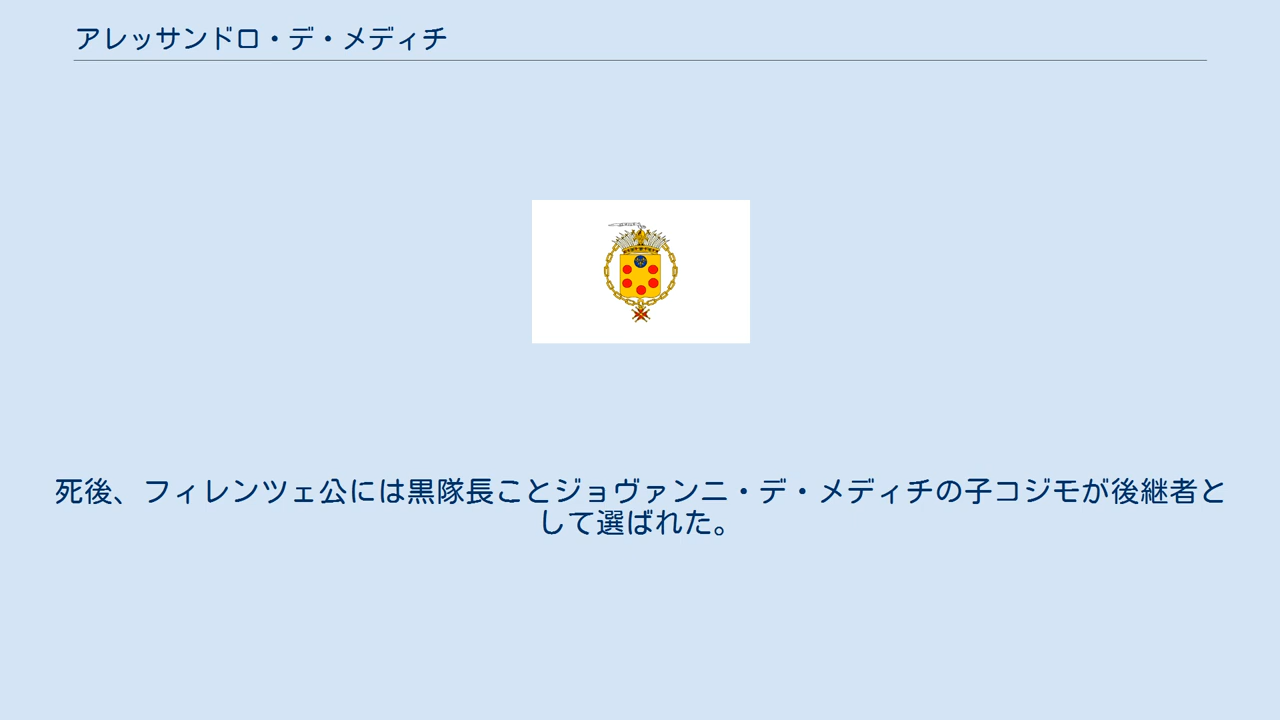 アレッサンドロ・デ・メディチ
死後、フィレンツェ公には黒隊長ことジョヴァンニ・デ・メディチの子コジモが後継者と
して選ばれた。